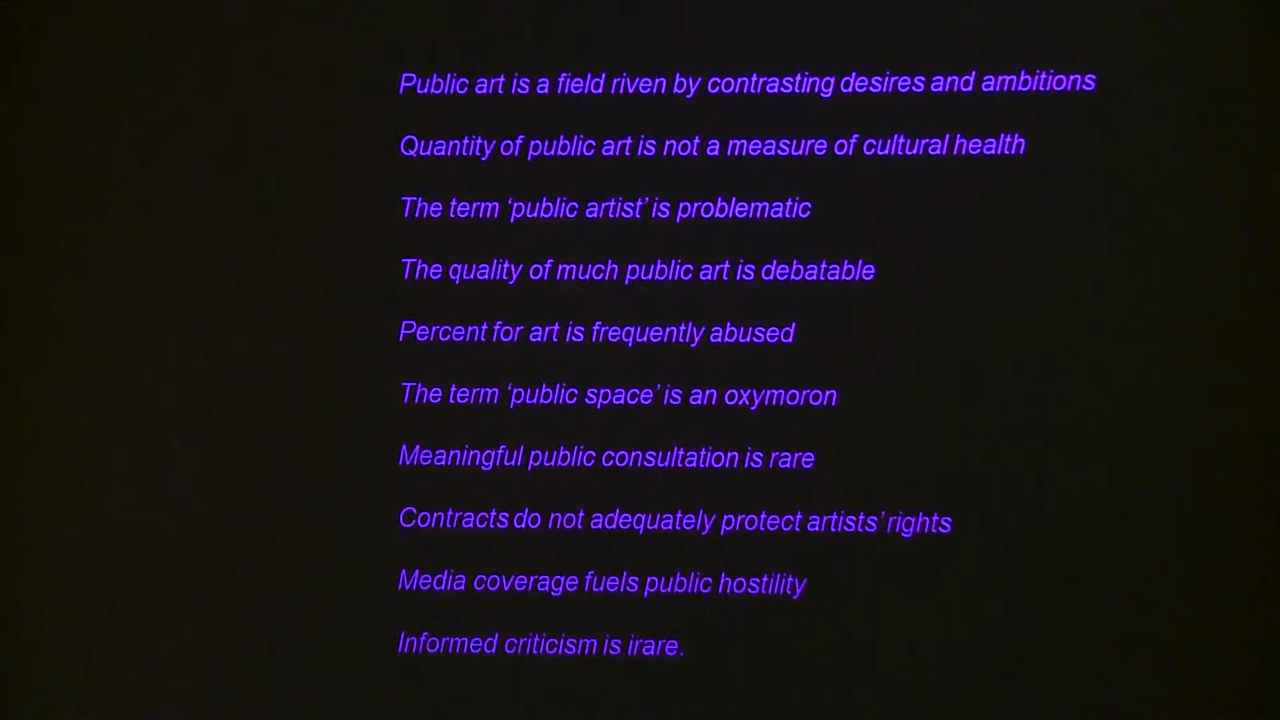 Public art is a field riven by contrasting desires and ambitions
Quantity of public art is not a measure of cultural health
The term ‘public artist’ is problematic
The quality of much public art is debatable
Percent for art is frequently abused
The term ‘public space’ is an oxymoron
Meaningful public consultation is rare
Contracts do not adequately protect artists’ rights
Media coverage fuels public hostility
Informed criticism is irare.